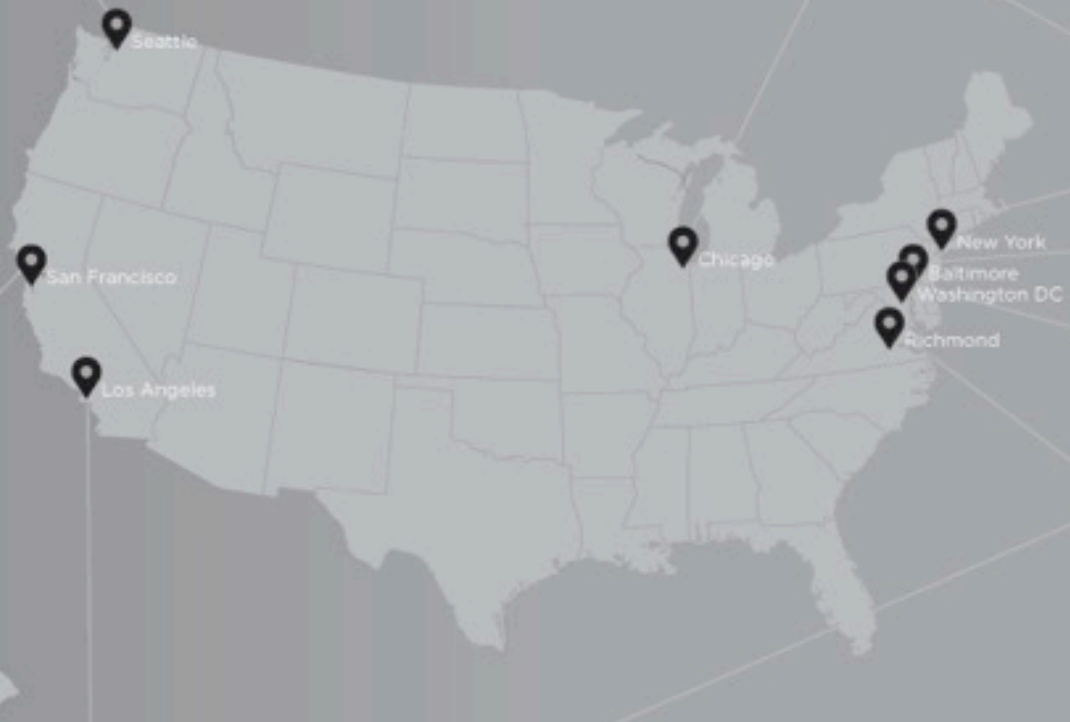 Seattle
New York
Chicago
Baltimore
San Francisco
Washington DC
Richmond
Los Angeles